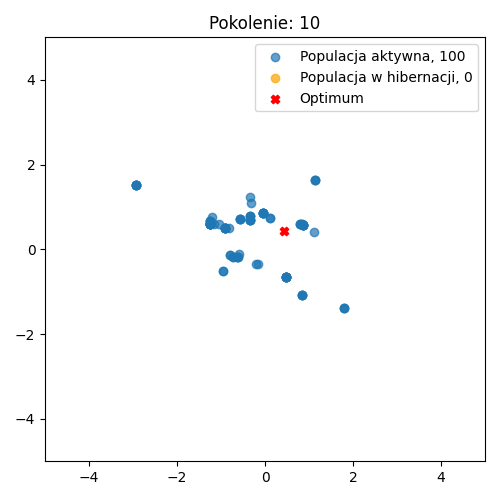 Pokolenie: 10
Populacja aktywna, 100
Populacja w hibernacji, 0
Optimum
4
2
0
−2
−4
−4 −2 0 2 4